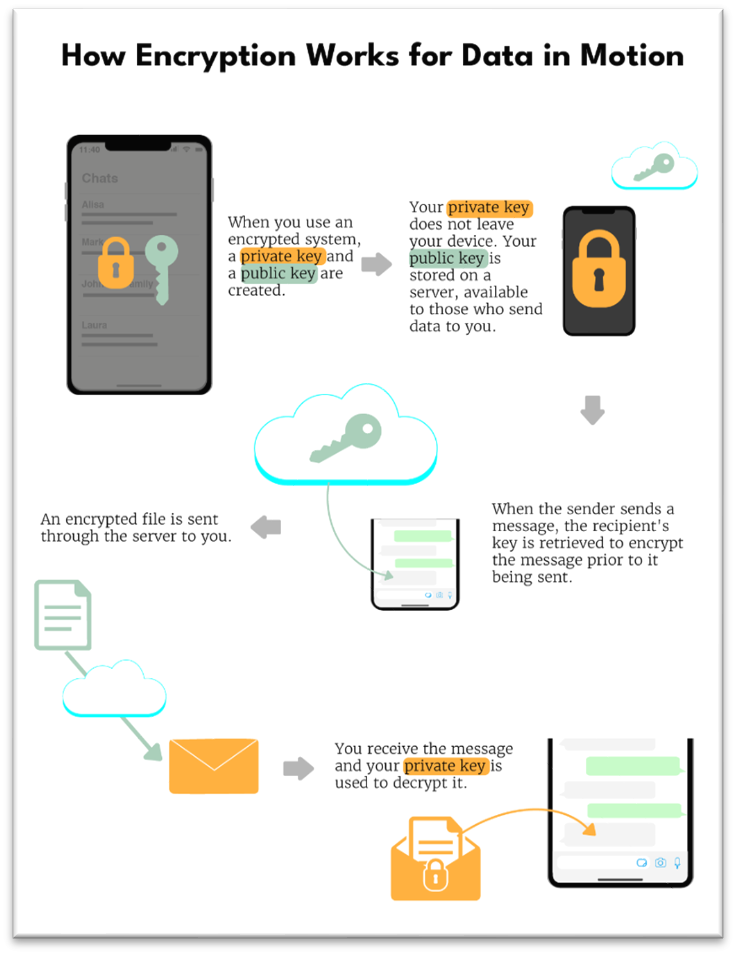 How Encryption Works for Data in Motion
11:40
Chats
Alisa
When you use an
encrypted system,
a private key and
a public key are
created.
Laura
Your private key
does not leave
your device. Your
public key is
stored on a
server, available
to those who send
data to you.
When the sender sends a
message, the recipient's
key is retrieved to encrypt
the message prior to it
being sent.
An encrypted file is sent
through the server to you.
You receive the message
and your private key is
used to decrypt it.